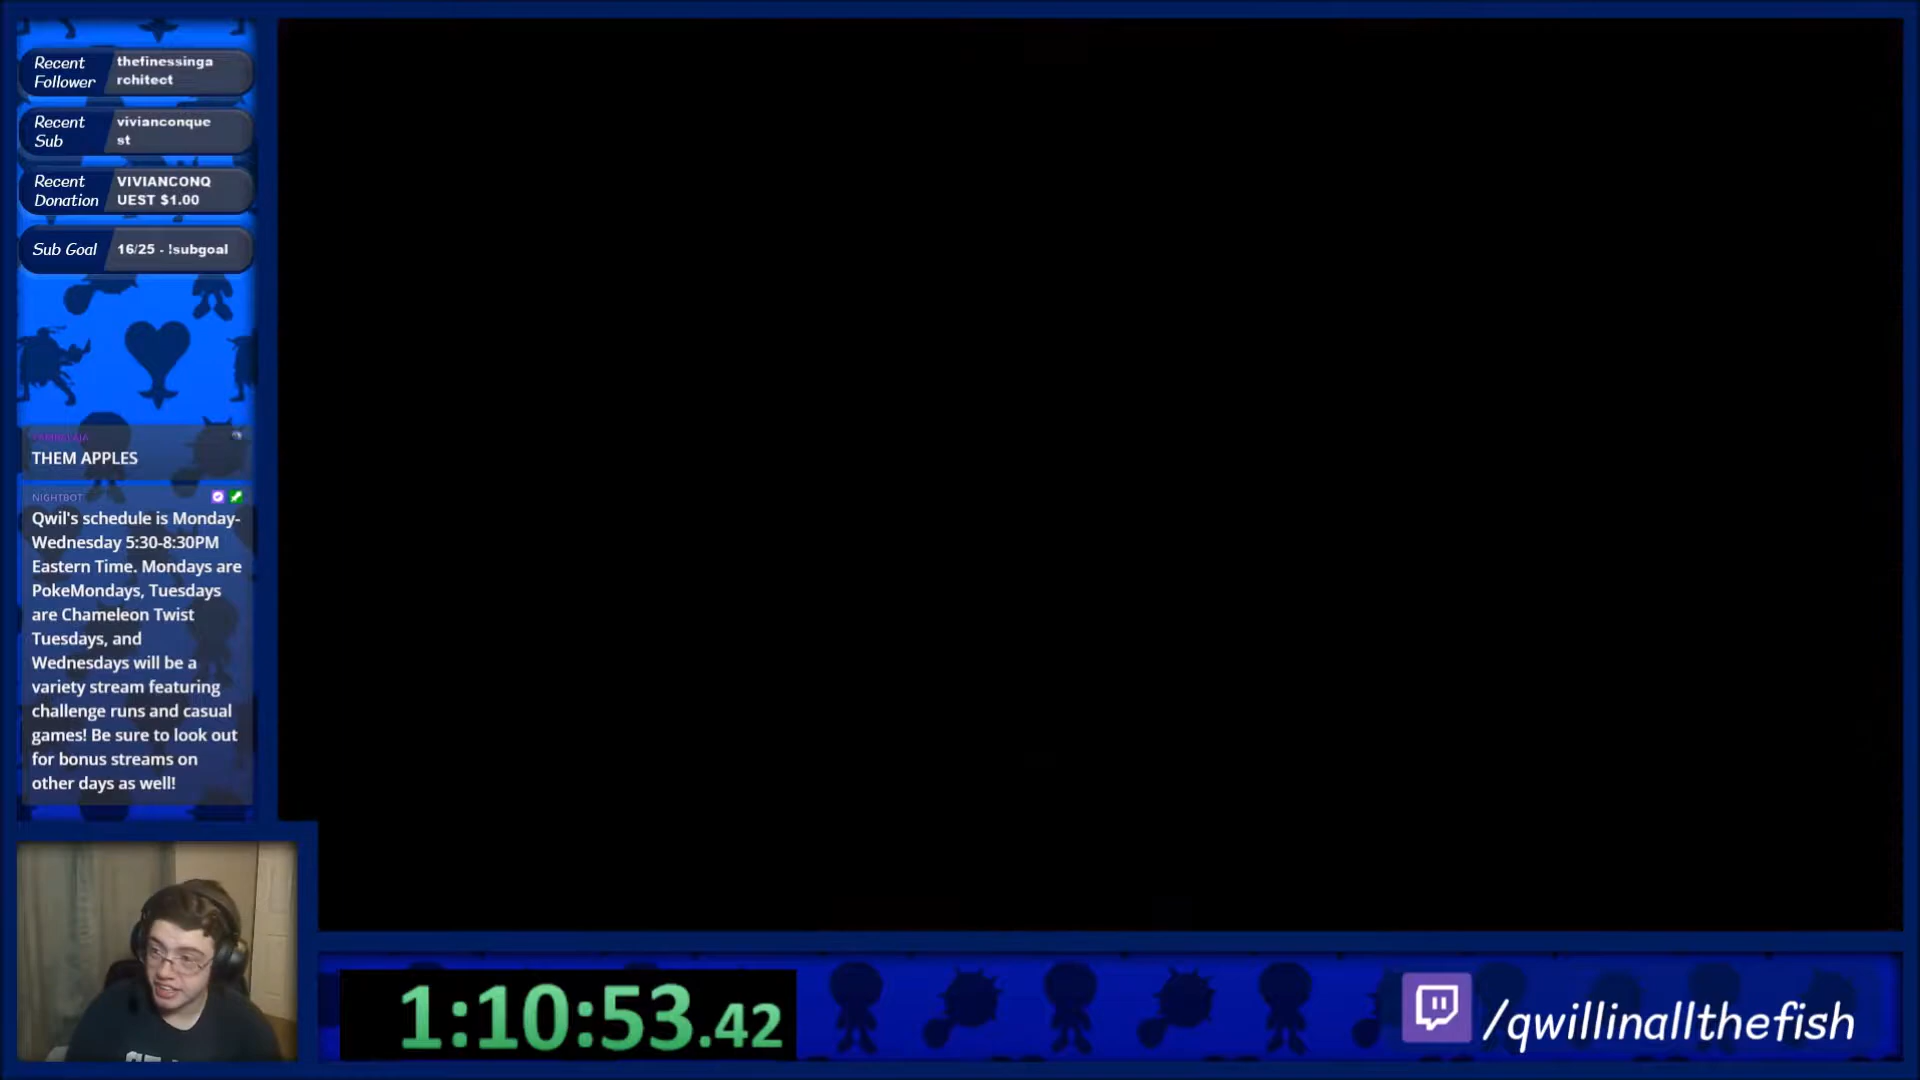 Recent
Follower
thefinessinga
rchitect
Recent
Sub
vivianconque
st
Recent
Donation
VIVIANCONQ
UEST $1.00
Sub Goal
16/25 - !subgoal
THEM APPLES
NIGHTBOT
Qwil's schedule is Monday-
Wednesday 5:30-8:30PM
Eastern Time. Mondays are
PokeMondays, Tuesdays
are Chameleon Twist
Tuesdays, and
Wednesdays will be a
variety stream featuring
challenge runs and casual
games! Be sure to look out
for bonus streams on
other days as well!
1:10:53.42
/qwillinallthefish